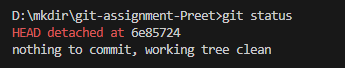 D:\mkdir\git-assignment-Preet>git status
HEAD detached at 6e85724
nothing to commit, working tree clean